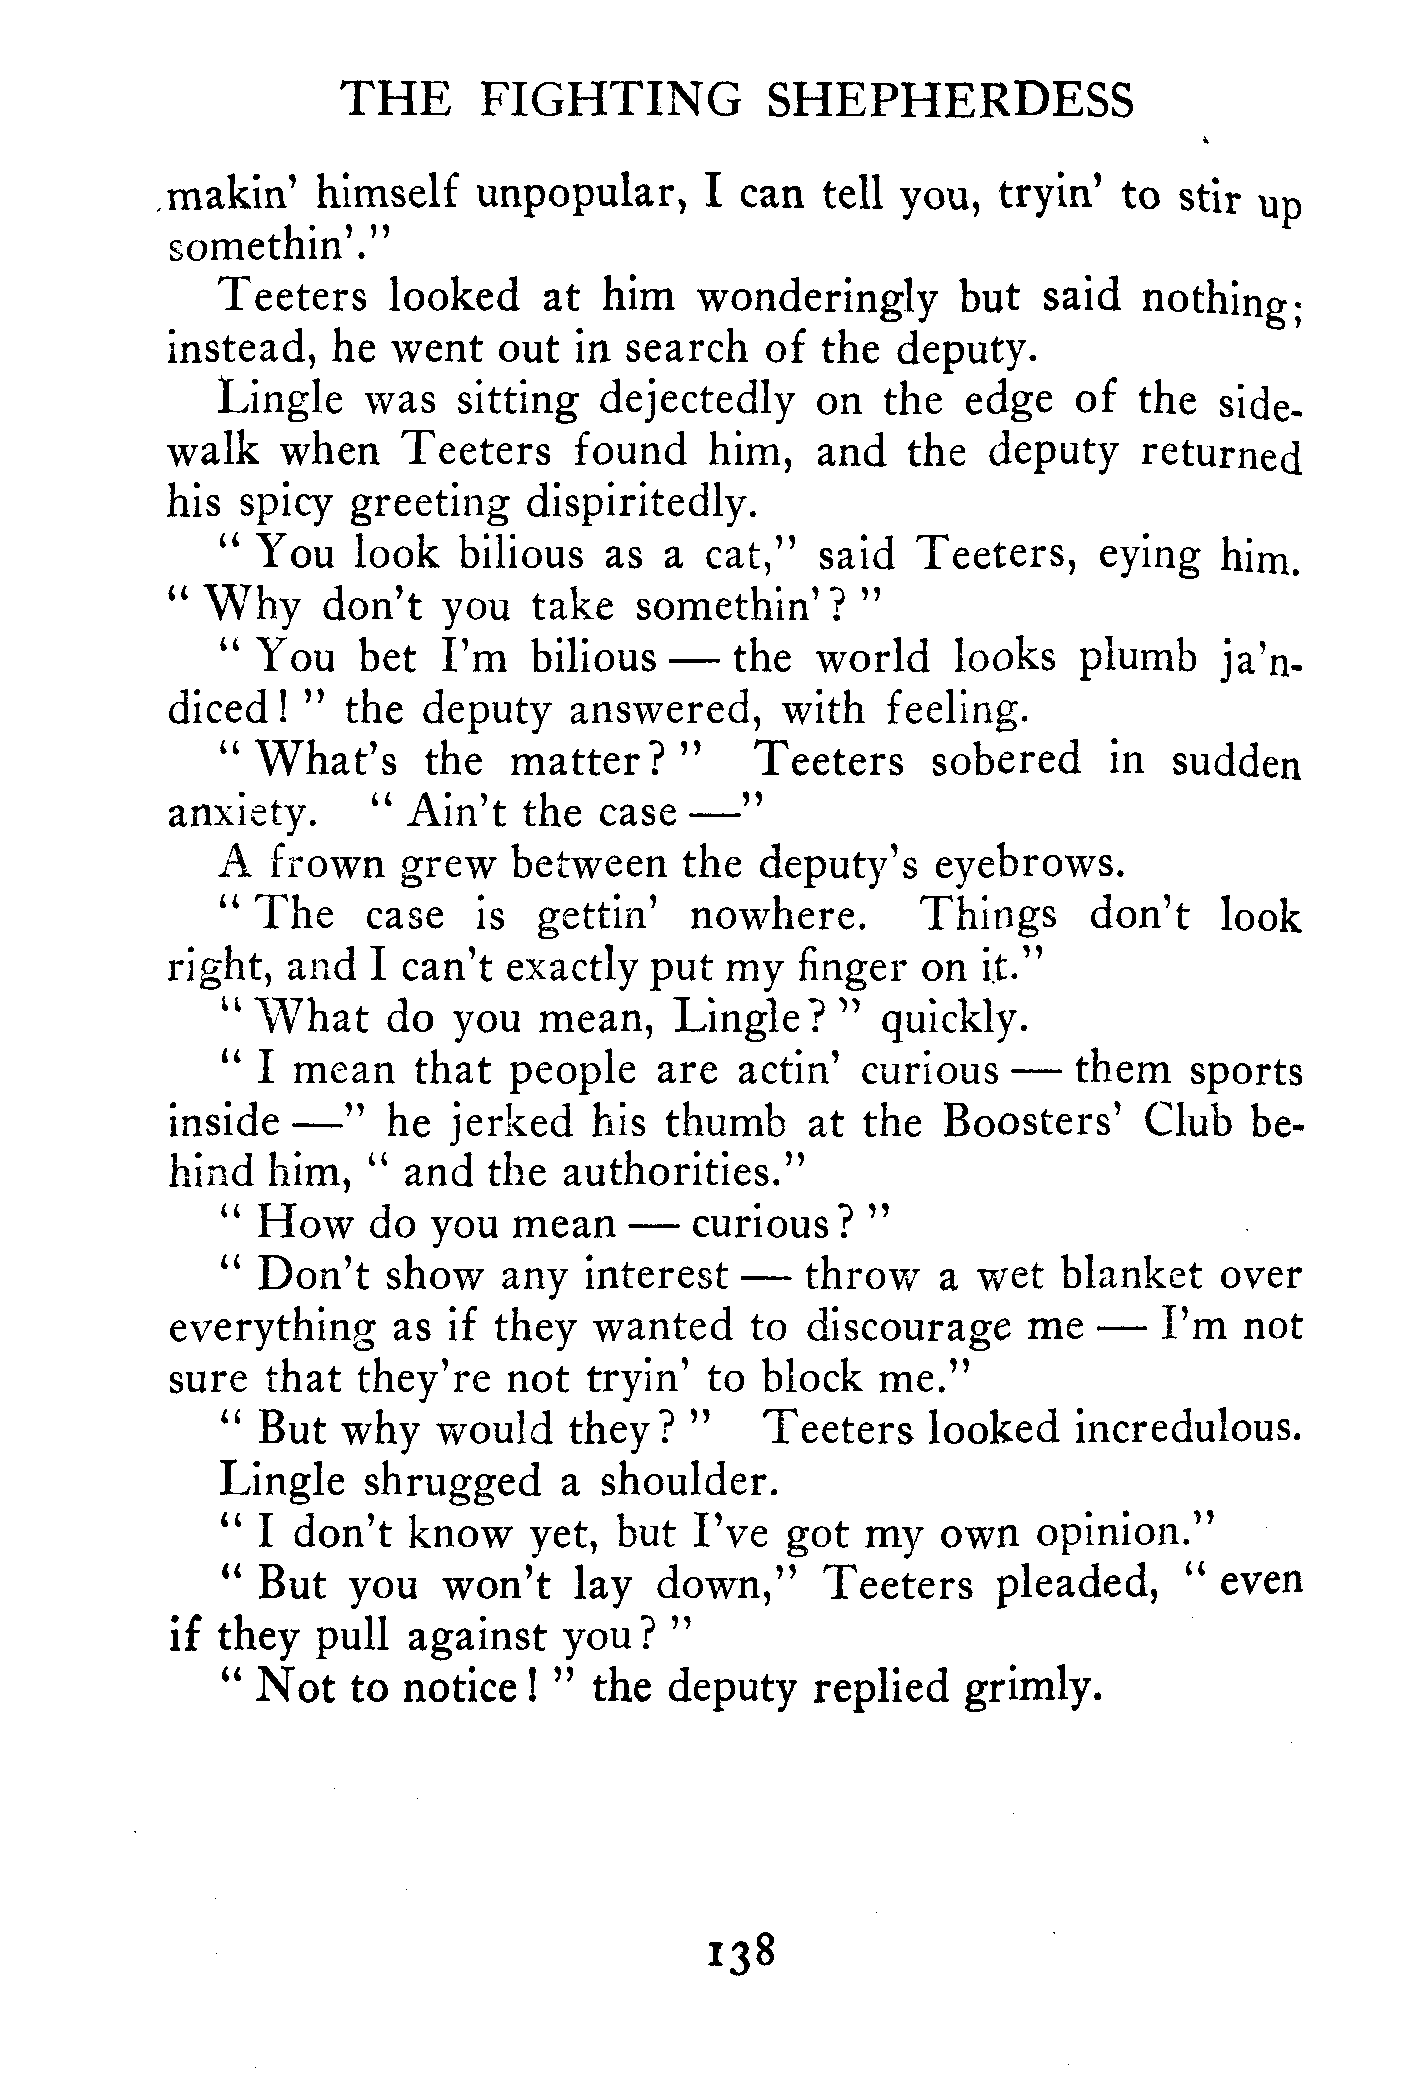 THE FIGHTING SHEPHERDESS
makin' himself unpopular, I can tell you, tryin' to stir up
somethin'."
Teeters looked at him wonderingly but said nothing;
instead, he went out in search of the deputy.
Lingle was sitting dejectedly on the edge of the side-
walk when Teeters found him, and the deputy returned
his spicy greeting dispiritedly.
" You look bilious as a cat," said Teeters, eying him.
" Why don't you take somethin'? "
" You bet I'm bilious — the world looks plumb ja'n-
diced! " the deputy answered, with feeling.
" What's the matter? " Teeters sobered in sudden
anxiety. " Ain't the case —"
A frown grew between the deputy's eyebrows.
" The case is gettin' nowhere. Things don't look
right, and I can't exactly put my finger on it."
" What do you mean, Lingle? " quickly.
" I mean that people are actin' curious — them sports
inside —" he jerked his thumb at the Boosters' Club be-
hind him, " and the authorities."
" How do you mean — curious? "
" Don't show any interest — throw a wet blanket over
everything as if they wanted to discourage me — I'm not
sure that they're not tryin' to block me."
" But why would they? " Teeters looked incredulous.
Lingle shrugged a shoulder.
" I don't know yet, but I've got my own opinion."
" But you won't lay down," Teeters pleaded, " even
if they pull against you? "
" Not to notice! " the deputy replied grimly.
138